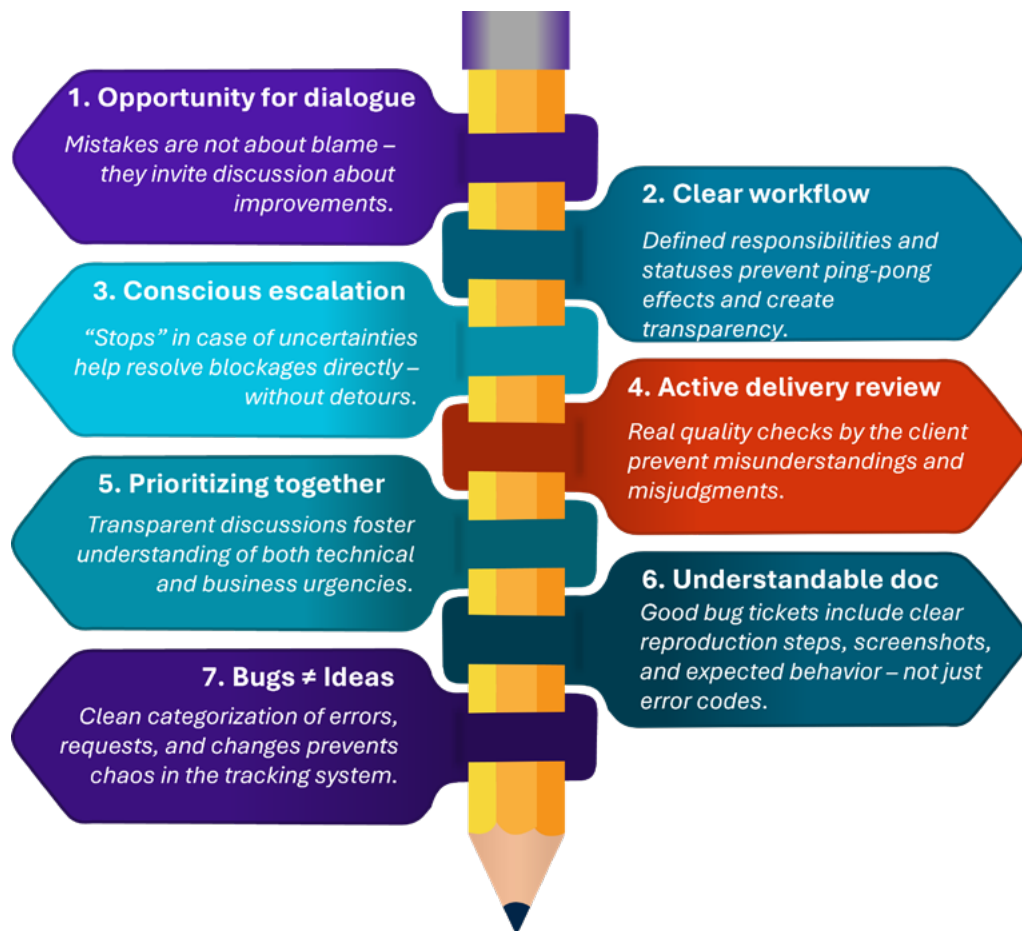 1. Opportunity for dialogue
Mistakes are not about blame –
they invite discussion about
improvements.
2. Clear workflow
Defined responsibilities and
statuses prevent ping-pong
effects and create
transparency.
3. Conscious escalation
“Stops” in case of uncertainties
help resolve blockages directly –
without detours.
4. Active delivery review
Real quality checks by the client
prevent misunderstandings and
misjudgments.
5. Prioritizing together
Transparent discussions foster
understanding of both technical
and business urgencies.
6. Understandable doc
Good bug tickets include clear
reproduction steps, screenshots,
and expected behavior – not just
error codes.
7. Bugs ≠ Ideas
Clean categorization of errors,
requests, and changes prevents
chaos in the tracking system.